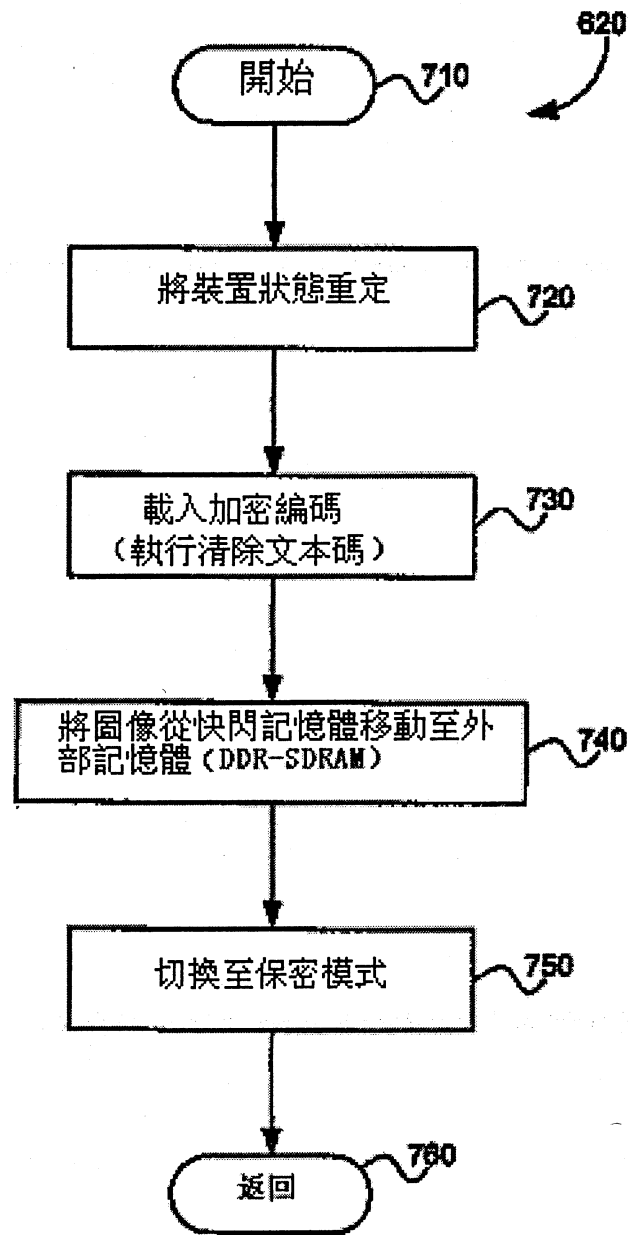 620
開始
710
將裝置狀態重定
720
載入加密編碼
(執行清除文本碼)
730
將圖像從快閃記憶體移動至外
部記憶體(DDR-SDRAM)
740
切換至保密模式
750
返回
760